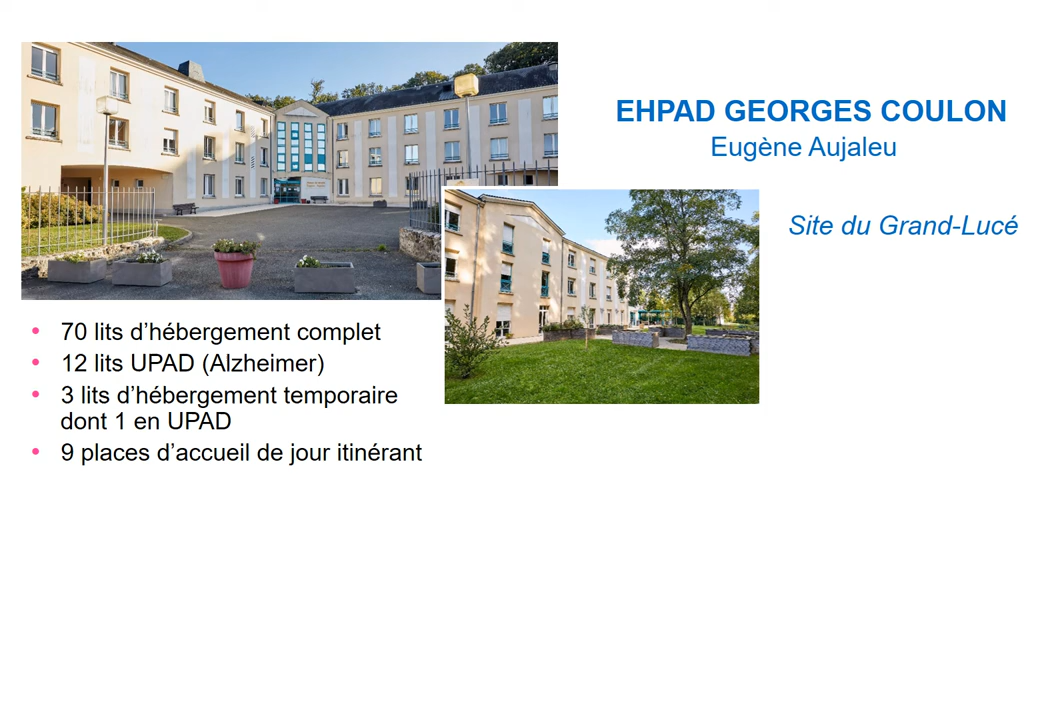 EHPAD GEORGES COULON
Eugène Aujaleu
Site du Grand-Lucé
• 70 lits d’hébergement complet
• 12 lits UPAD (Alzheimer)
• 3 lits d’hébergement temporaire
dont 1 en UPAD
• 9 places d’accueil de jour itinérant